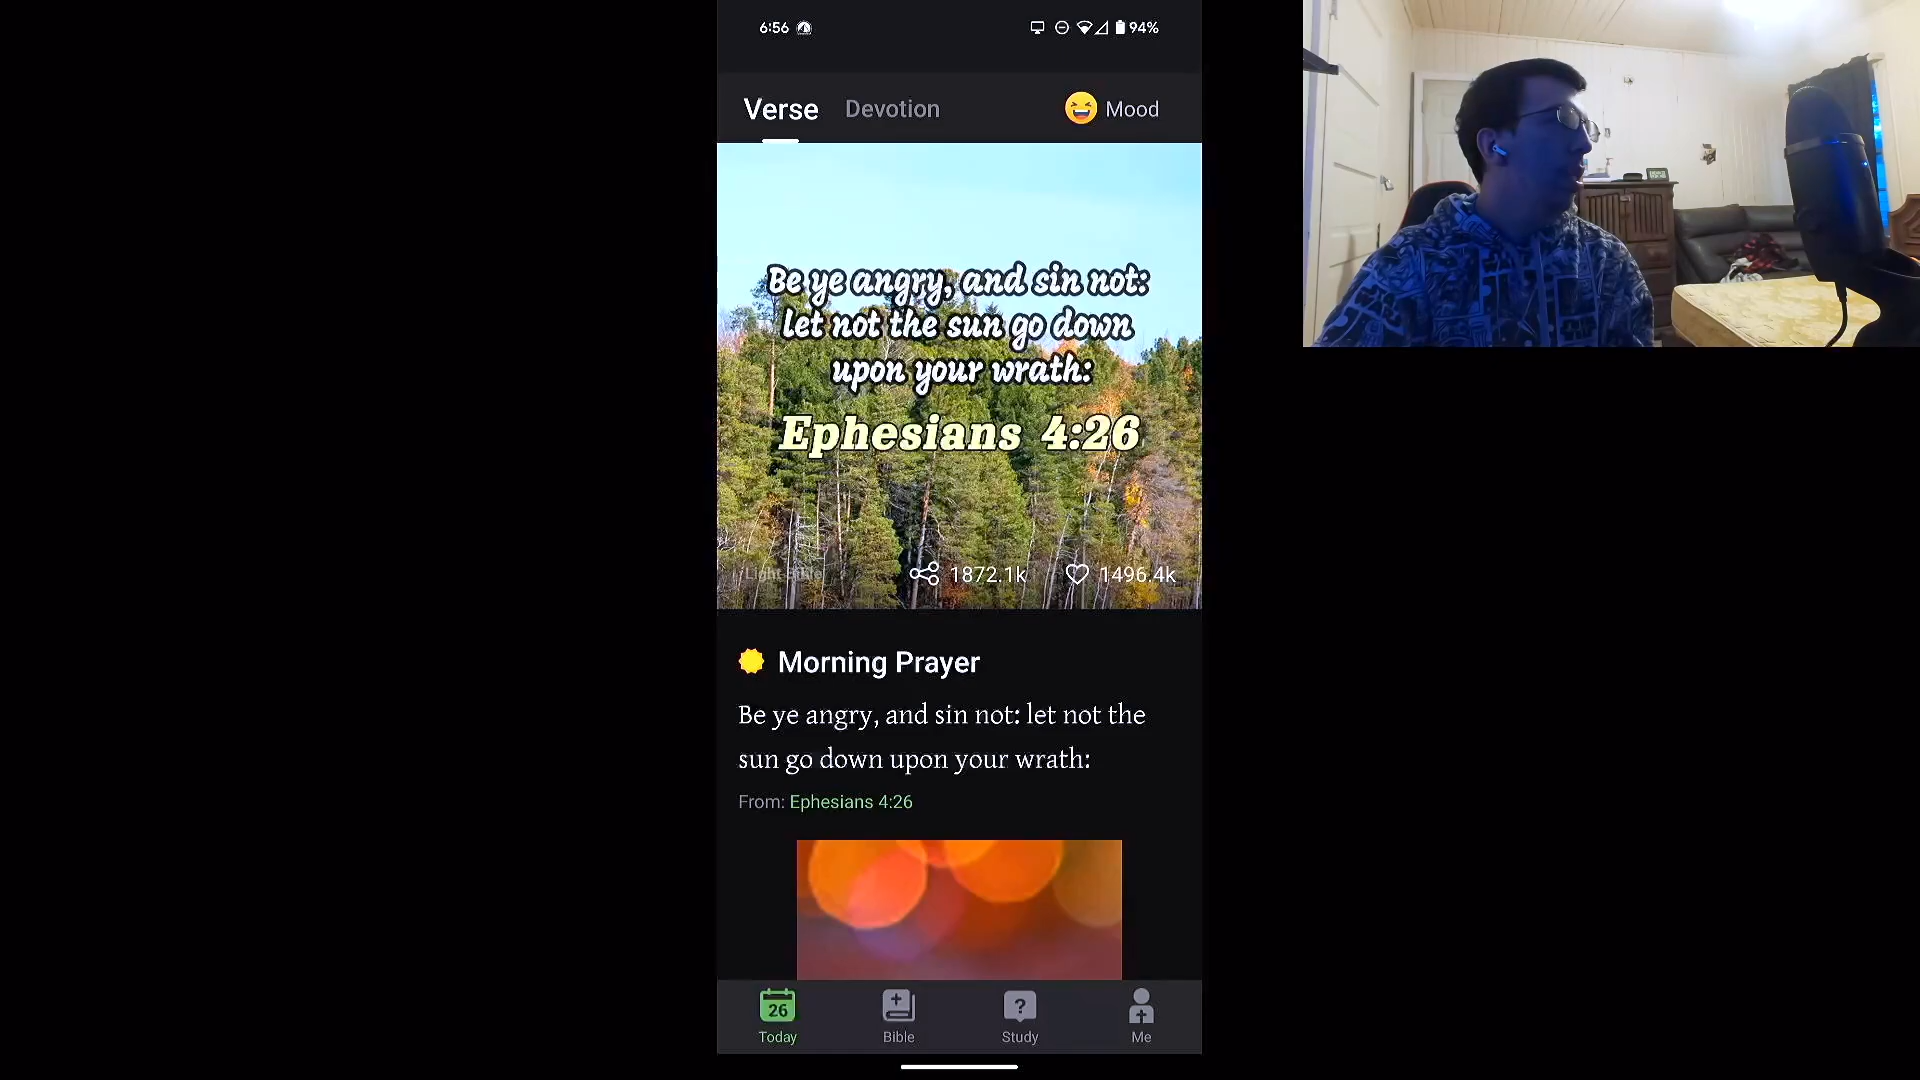 6:56
94%
Verse Devotion Mood
Be ye angry, and sin not:
let not the sun go down
upon your wrath:
Ephesians 4:26
Light Bible 1872.1k 1496.4k
Morning Prayer
Be ye angry, and sin not: let not the
sun go down upon your wrath:
From: Ephesians 4:26
26
Today Bible Study Me